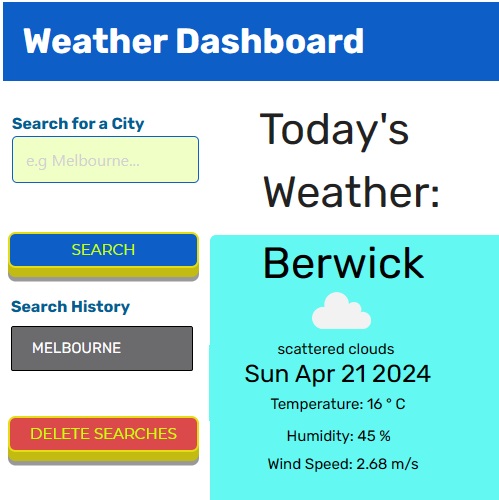 Weather Dashboard
Search for a City
e.g Melbourne...
SEARCH
Search History
MELBOURNE
DELETE SEARCHES
Today's
Weather:
Berwick
scattered clouds
Sun Apr 21 2024
Temperature: 16 ° C
Humidity: 45 %
Wind Speed: 2.68 m/s